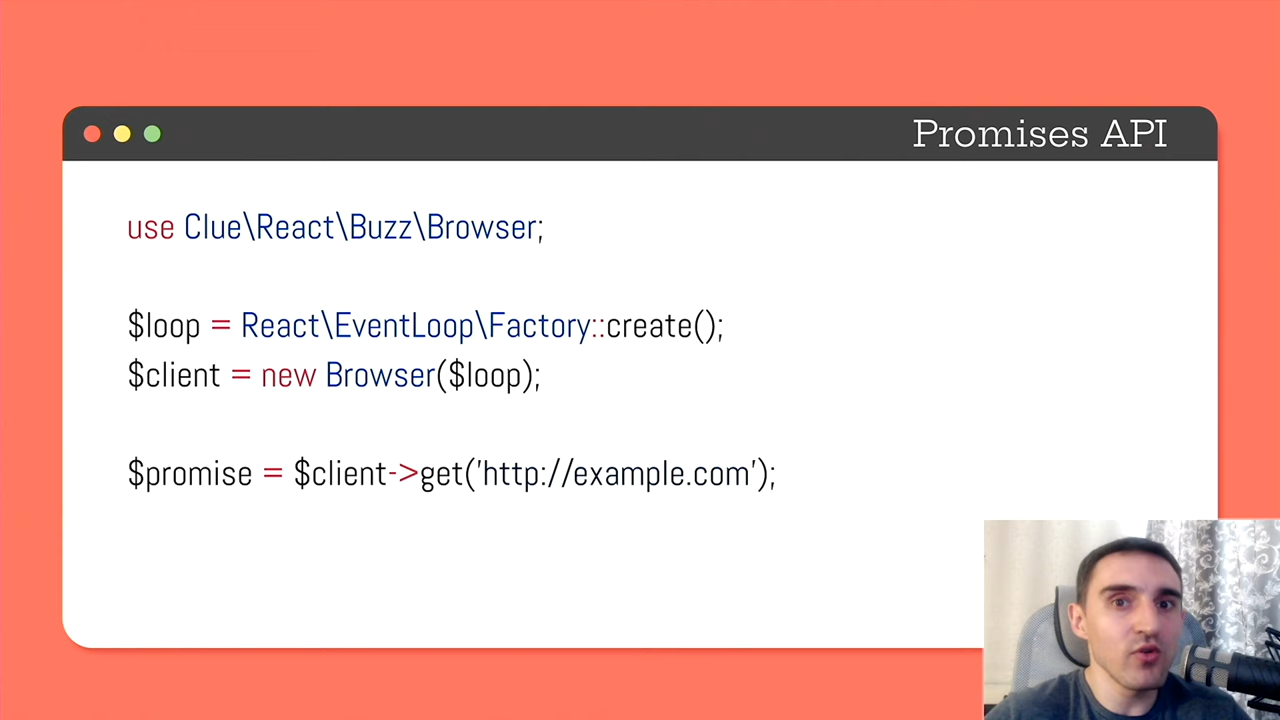 Promises API
use Clue\React\Buzz\Browser;
$loop = React\EventLoop\Factory::create();
$client = new Browser($loop);
$promise = $client->get('http://example.com');